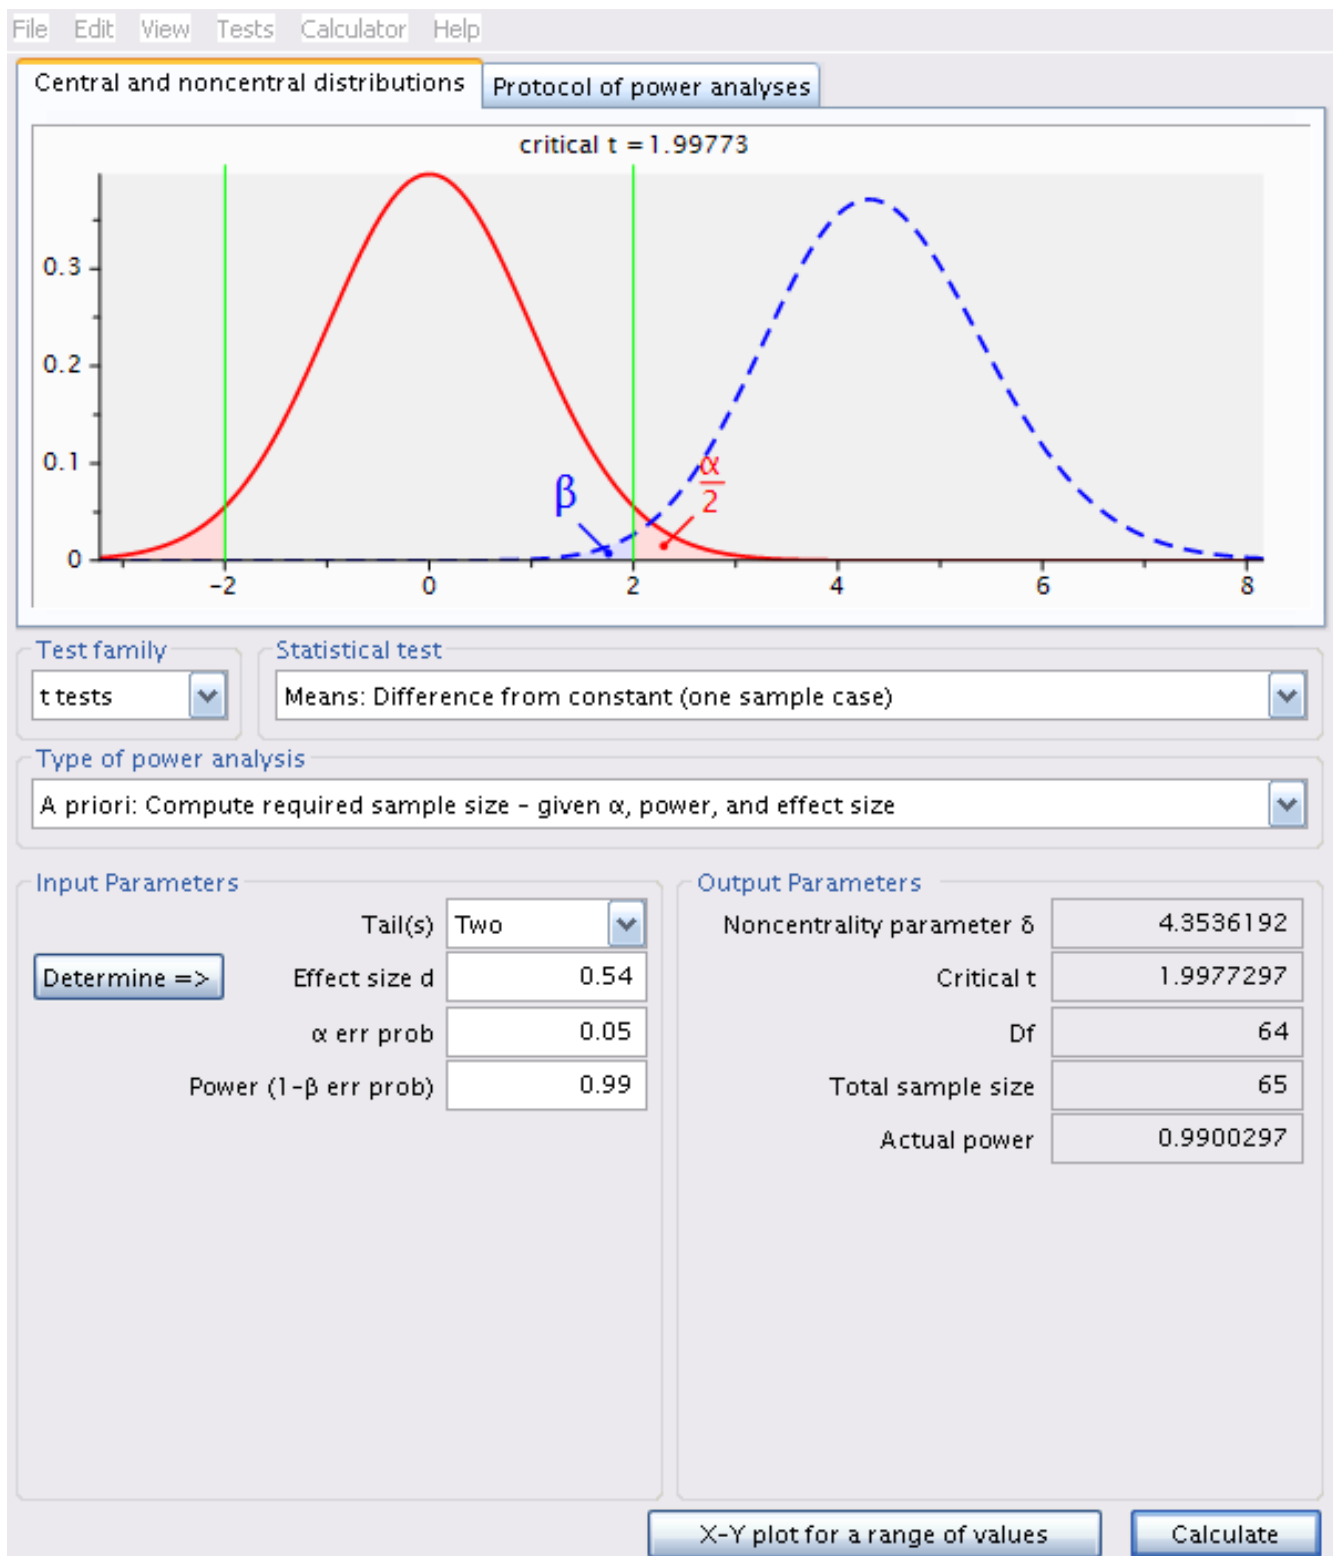 File Edit View Tests Calculator Help
Central and noncentral distributions Protocol of power analyses
critical t = 1.99773
0.3
0.2
0.1
0
β
α
2
-2 0 2 4 6 8
Test family Statistical test
t tests Means: Difference from constant (one sample case)
Type of power analysis
A priori: Compute required sample size - given α, power, and effect size
Input Parameters
Tail(s) Two
Determine => Effect size d 0.54
α err prob 0.05
Power (1-β err prob) 0.99
Output Parameters
Noncentrality parameter δ 4.3536192
Critical t 1.9977297
Df 64
Total sample size 65
Actual power 0.9900297
X-Y plot for a range of values Calculate